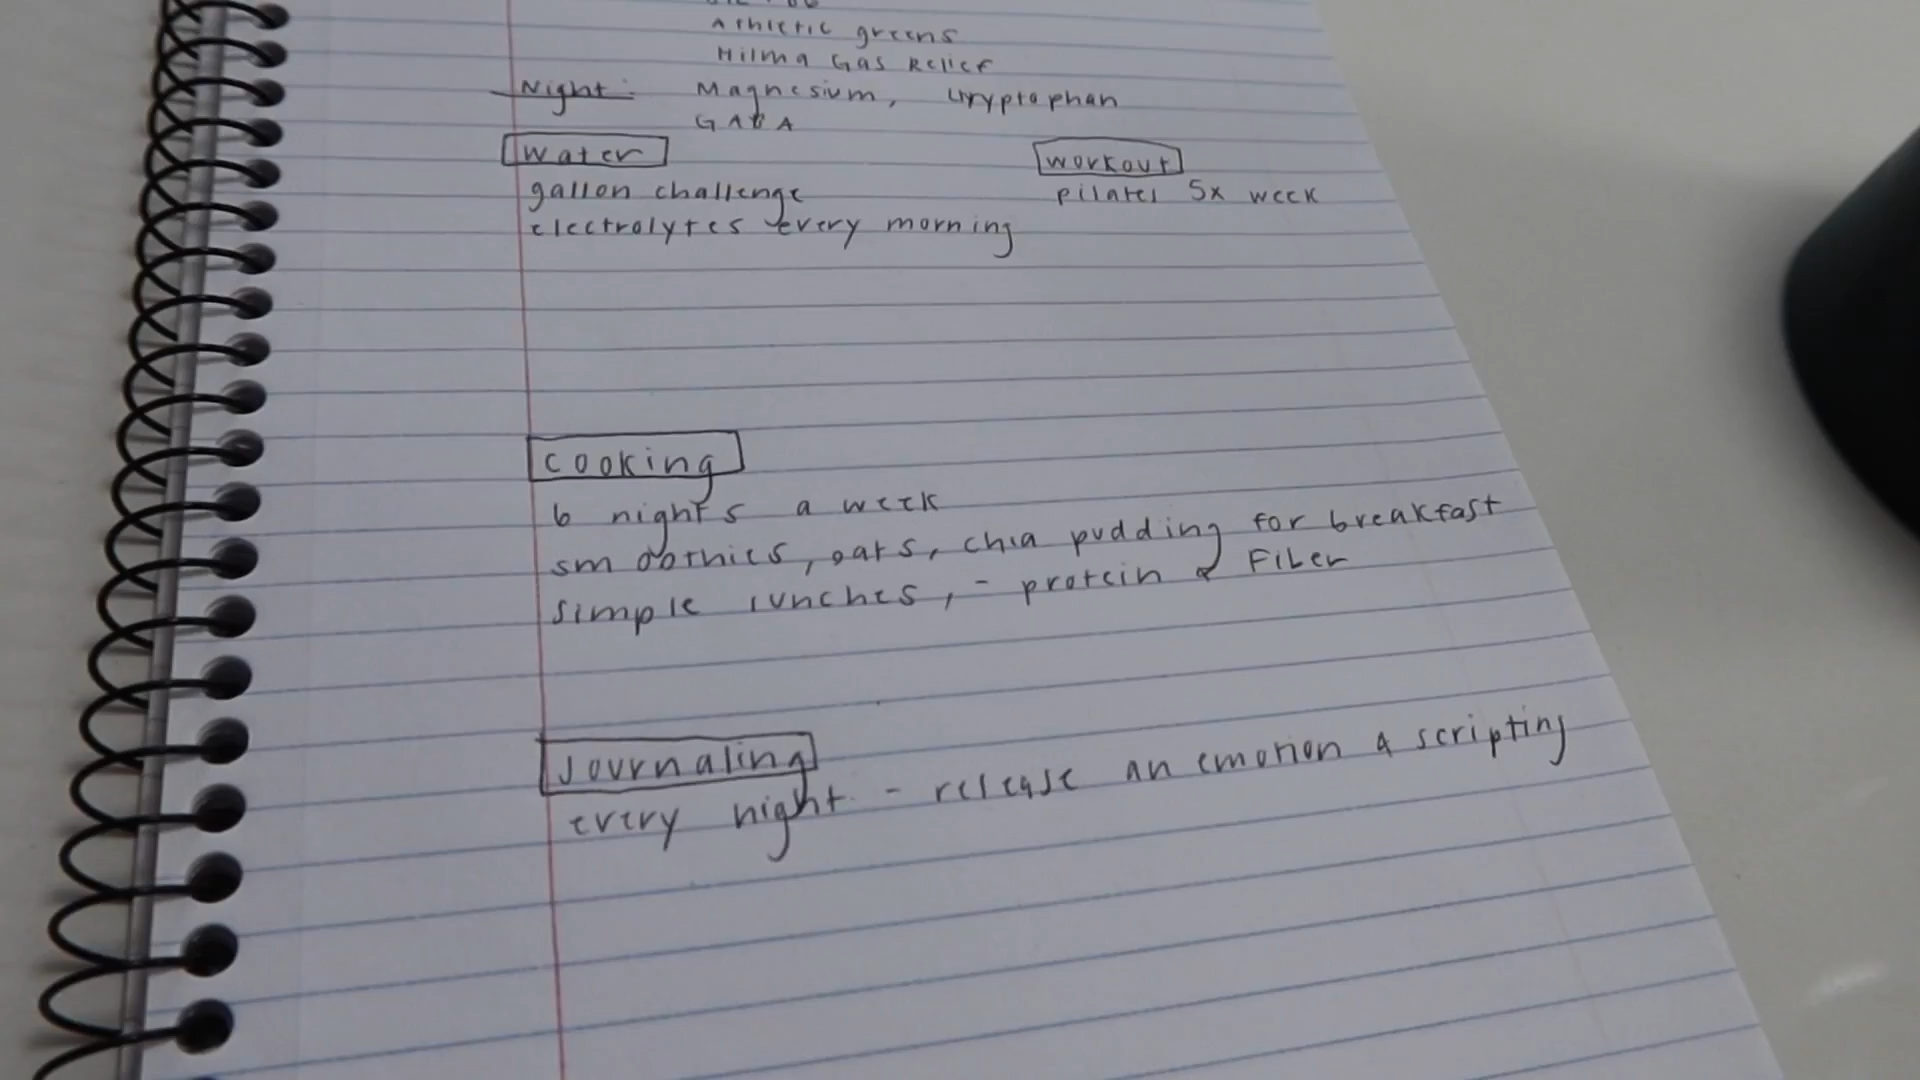 Athletic greens
Hilma Gas Relief
Night: Magnesium,
GABA
water
workout
gallon challenge
pilates 5x week
electrolytes every morning
cooking
6 nights a week
smoothies, oats, chia pudding for breakfast
simple lunches, - protein & Fiber
Journaling
every night - release an emotion & scripting